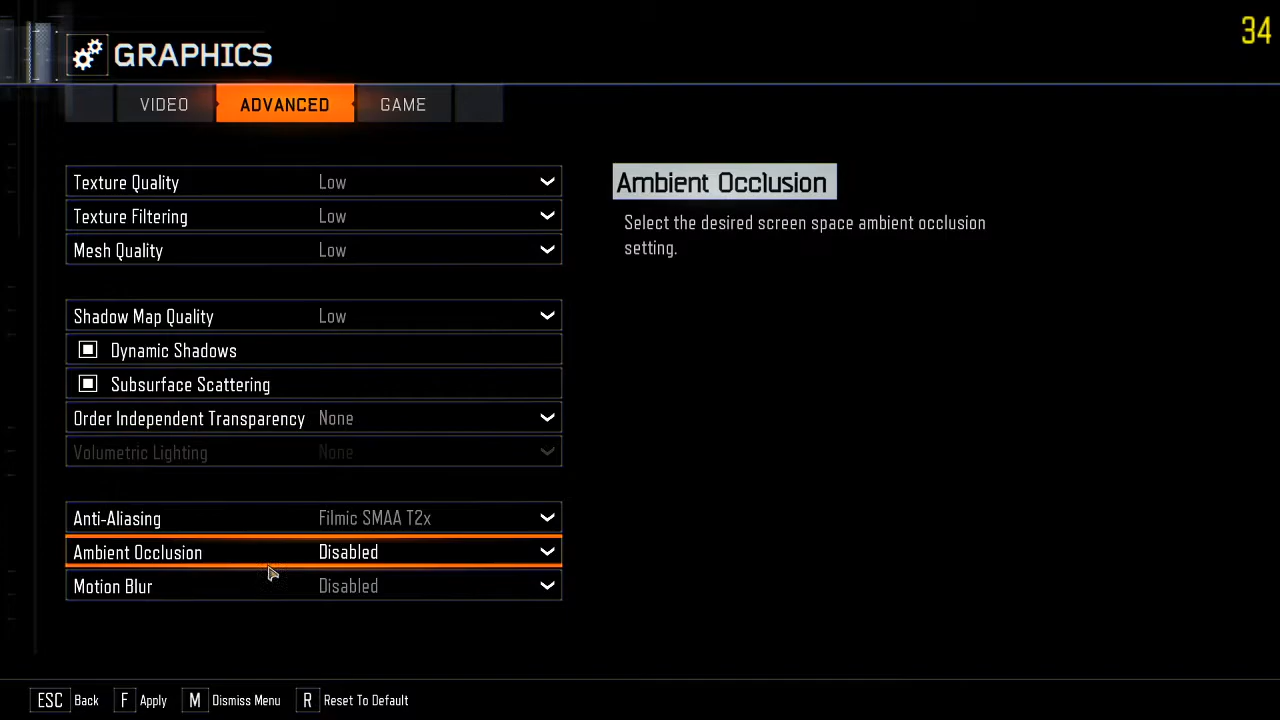 34
GRAPHICS
VIDEO ADVANCED GAME
Texture Quality Low
Texture Filtering Low
Mesh Quality Low
Shadow Map Quality Low
Dynamic Shadows
Subsurface Scattering
Order Independent Transparency None
Volumetric Lighting None
Anti-Aliasing Filmic SMAA T2x
Ambient Occlusion Disabled
Motion Blur Disabled
Ambient Occlusion
Select the desired screen space ambient occlusion
setting.
ESC Back F Apply M Dismiss Menu R Reset To Default